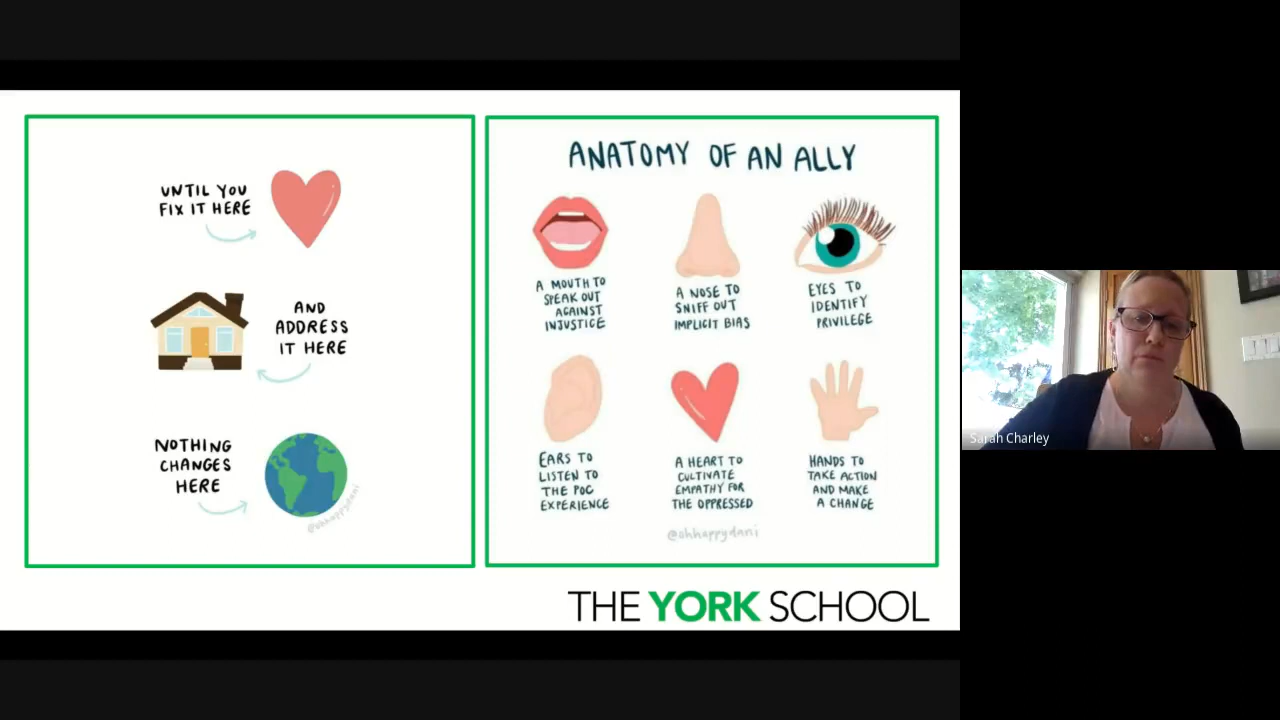 UNTIL YOU
FIX IT HERE
AND
ADDRESS
IT HERE
NOTHING
CHANGES
HERE
@ohhappydani
ANATOMY OF AN ALLY
A MOUTH TO
SPEAK OUT
AGAINST
INJUSTICE
A NOSE TO
SNIFF OUT
IMPLICIT BIAS
EYES TO
IDENTIFY
PRIVILEGE
EARS TO
LISTEN TO
THE POC
EXPERIENCE
A HEART TO
CULTIVATE
EMPATHY FOR
THE OPPRESSED
HANDS TO
TAKE ACTION
AND MAKE
A CHANGE
@ohhappydani
THE YORK SCHOOL
Sarah Charley